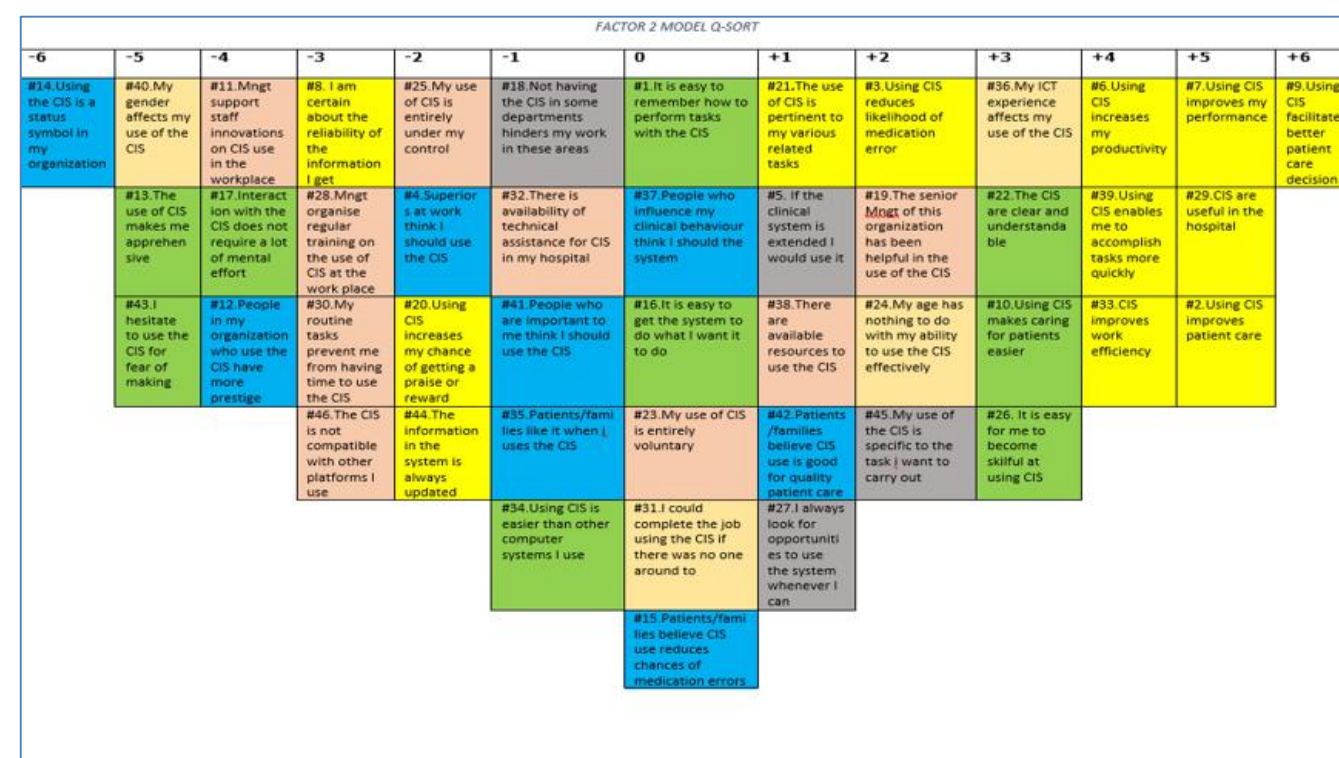 FACTOR 2 MODEL Q-SORT
-6 -5 -4 -3 -2 -1 0 +1 +2 +3 +4 +5 +6
#14.Using
the CIS is a
status
symbol in
my
organization
#40.My
gender
affects my
use of the
CIS
#11.Mngt
support
staff
innovations
on CIS use
in the
workplace
#8. I am
certain
about the
reliability of
the
information
I get
#25.My use
of CIS is
entirely
under my
control
#18.Not having
the CIS in some
departments
hinders my work
in these areas
#1.It is easy to
remember how to
perform tasks
with the CIS
#21.The use
of CIS is
pertinent to
my various
related
tasks
#3.Using CIS
reduces
likelihood of
medication
error
#36.My ICT
experience
affects my
use of the CIS
#6.Using
CIS
increases
my
productivity
#7.Using CIS
improves my
performance
#9.Using
CIS
facilitate
better
patient
care
decision
#13.The
use of CIS
makes me
apprehen
sive
#17.Interact
ion with the
CIS does not
require a lot
of mental
effort
#28.Mngt
organise
regular
training on
the use of
CIS at the
work place
#4.Superior
s at work
think I
should use
the CIS
#32.There is
availability of
technical
assistance for CIS
in my hospital
#37.People who
influence my
clinical behaviour
think I should the
system
#5. If the
clinical
system is
extended I
would use it
#19.The senior
Mngt of this
organization
has been
helpful in the
use of the CIS
#22.The CIS
are clear and
understanda
ble
#39.Using
CIS enables
me to
accomplish
tasks more
quickly
#29.CIS are
useful in the
hospital
#43.I
hesitate
to use the
CIS for
fear of
making
#12.People
in my
organization
who use the
CIS have
more
prestige
#30.My
routine
tasks
prevent me
from having
time to use
the CIS
#20.Using
CIS
increases
my chance
of getting a
praise or
reward
#41.People who
are important to
me think I should
use the CIS
#16.It is easy to
get the system to
do what I want it
to do
#38.There
are
available
resources to
use the CIS
#24.My age has
nothing to do
with my ability
to use the CIS
effectively
#10.Using CIS
makes caring
for patients
easier
#33.CIS
improves
work
efficiency
#2.Using CIS
improves
patient care
#46.The CIS
is not
compatible
with other
platforms I
use
#44.The
information
in the
system is
always
updated
#35.Patients/fami
lies like it when i
uses the CIS
#23.My use of CIS
is entirely
voluntary
#42.Patients
/families
believe CIS
use is good
for quality
patient care
#45.My use of
the CIS is
specific to the
task i want to
carry out
#26. It is easy
for me to
become
skilful at
using CIS
#34.Using CIS is
easier than other
computer
systems I use
#31.I could
complete the job
using the CIS if
there was no one
around to
#27.I always
look for
opportuniti
es to use
the system
whenever I
can
#15.Patients/fami
lies believe CIS
use reduces
chances of
medication errors